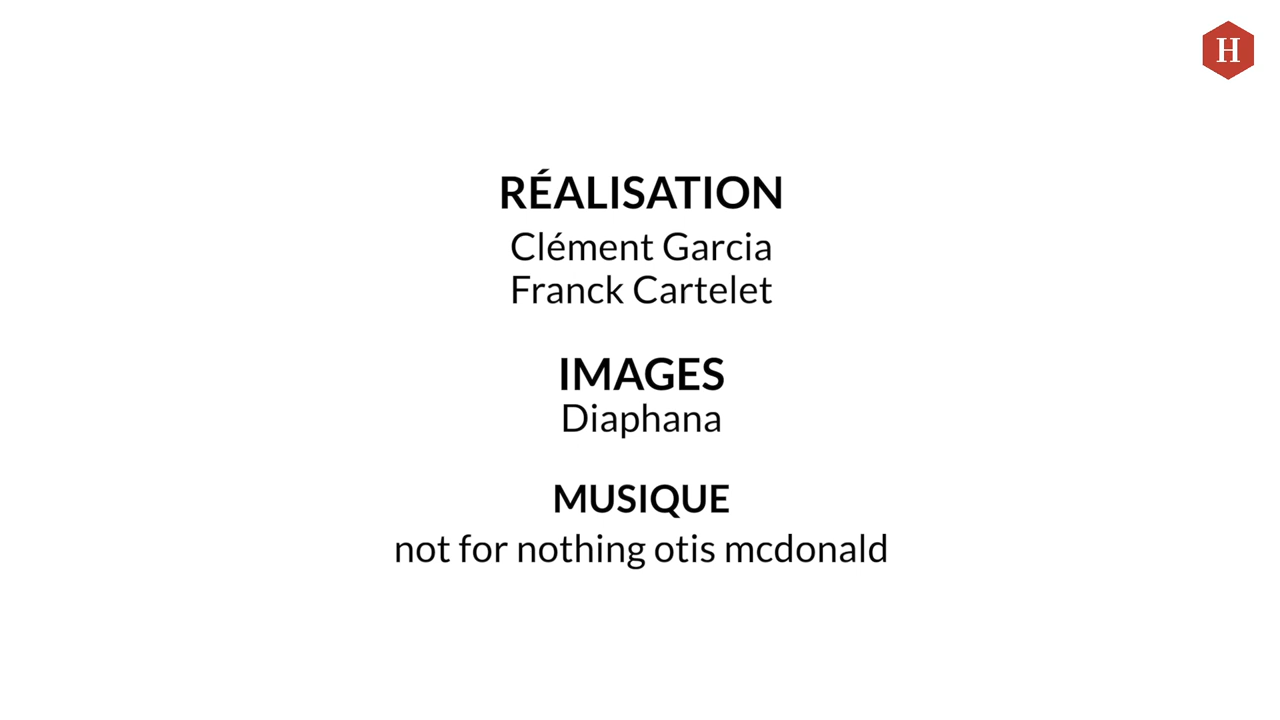 H
RÉALISATION
Clément Garcia
Franck Cartelet
IMAGES
Diaphana
MUSIQUE
not for nothing otis mcdonald